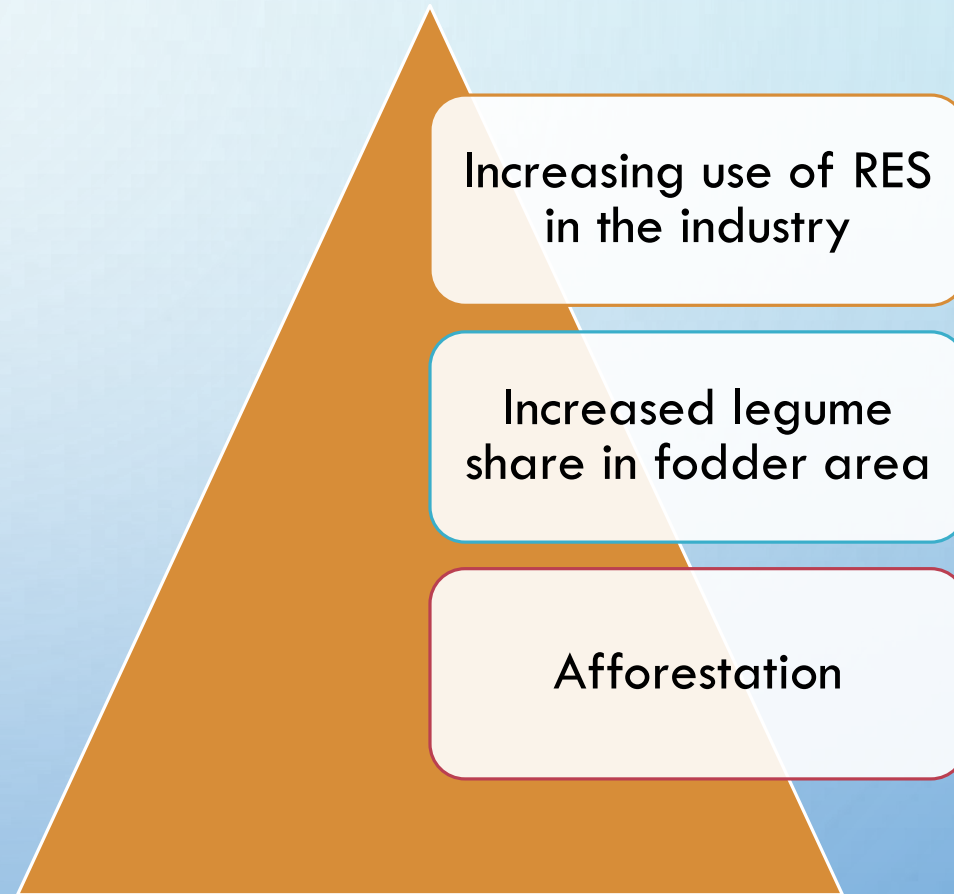 Increasing use of RES
in the industry
Increased legume
share in fodder area
Afforestation